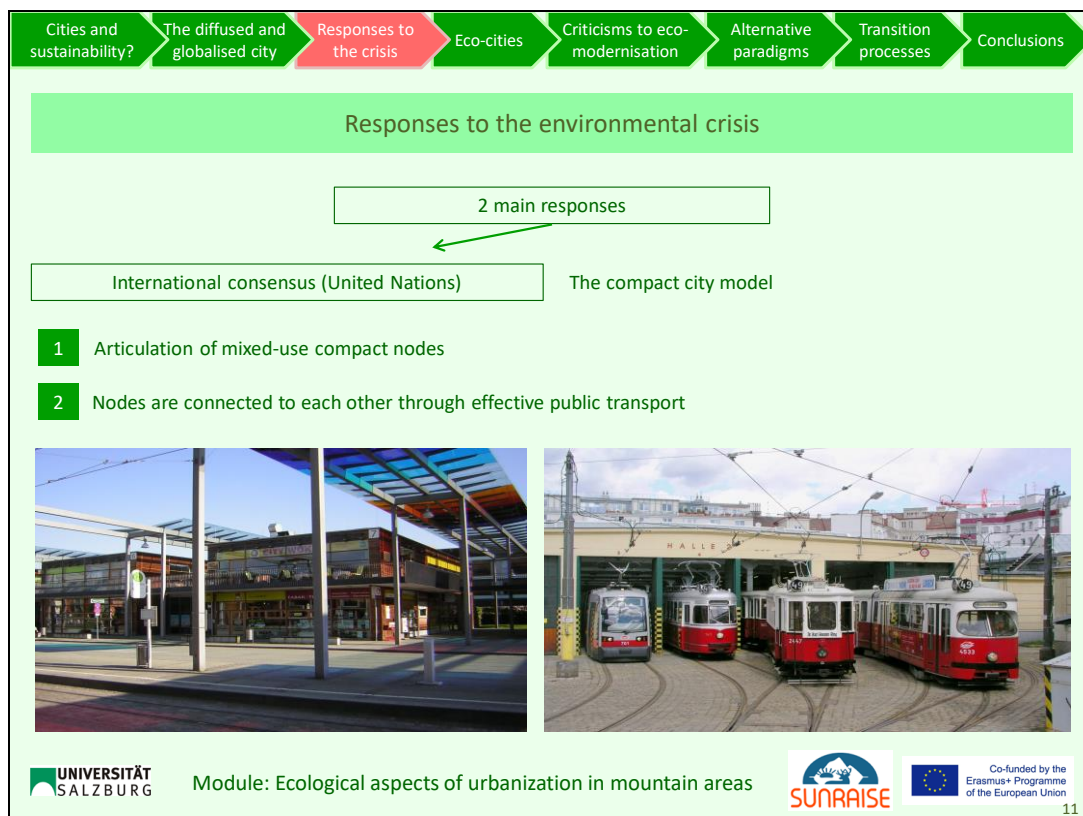 Cities and
sustainability?
The diffused and
globalised city
Responses to
the crisis
Eco-cities
Criticisms to eco-
modernisation
Alternative
paradigms
Transition
processes
Conclusions
Responses to the environmental crisis
2 main responses
International consensus (United Nations)
The compact city model
1 Articulation of mixed-use compact nodes
2 Nodes are connected to each other through effective public transport
HALLE
2447
4833
UNIVERSITÄT
SALZBURG
Module: Ecological aspects of urbanization in mountain areas
SUNRAISE
Co-funded by the
Erasmus+ Programme
of the European Union
11